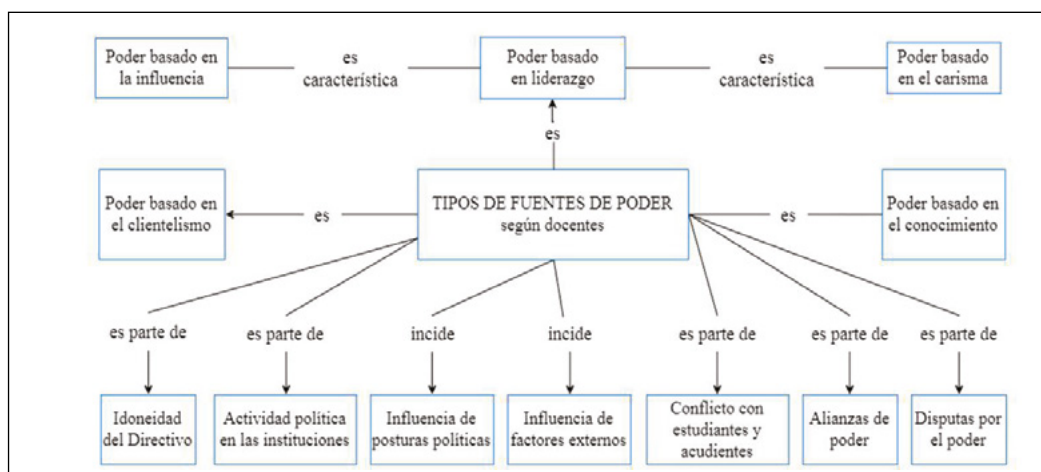 Poder basado en
la influencia
es
característica
Poder basado
en liderazgo
es
característica
Poder basado
en el carisma
es
Poder basado en
el clientelismo
es
TIPOS DE FUENTES DE PODER
según docentes
es
Poder basado en
el conocimiento
es parte de
es parte de
incide
incide
es parte de
es parte de
es parte de
Idoneidad
del Directivo
Actividad política
en las instituciones
Influencia de
posturas políticas
Influencia de
factores externos
Conflicto con
estudiantes y
acudientes
Alianzas de
poder
Disputas por
el poder